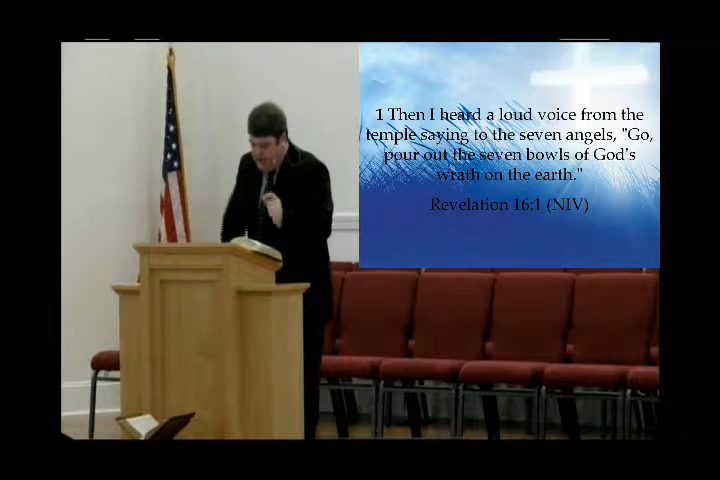 1 Then I heard a loud voice from the
temple saying to the seven angels, "Go,
pour out the seven bowls of God's
wrath on the earth."
Revelation 16:1 (NIV)